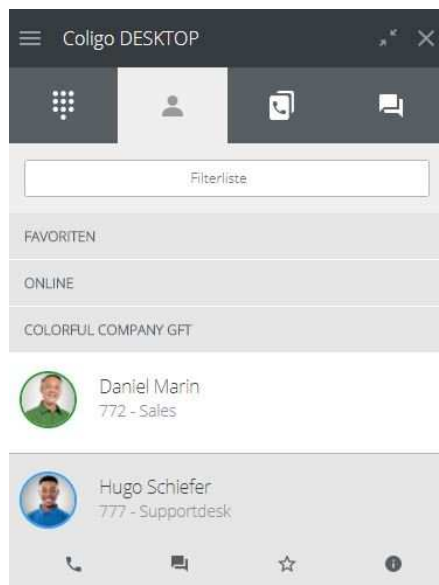 Coligo DESKTOP
Filterliste
FAVORITEN
ONLINE
COLORFUL COMPANY GFT
Daniel Marin
772 - Sales
Hugo Schiefer
777 - Supportdesk